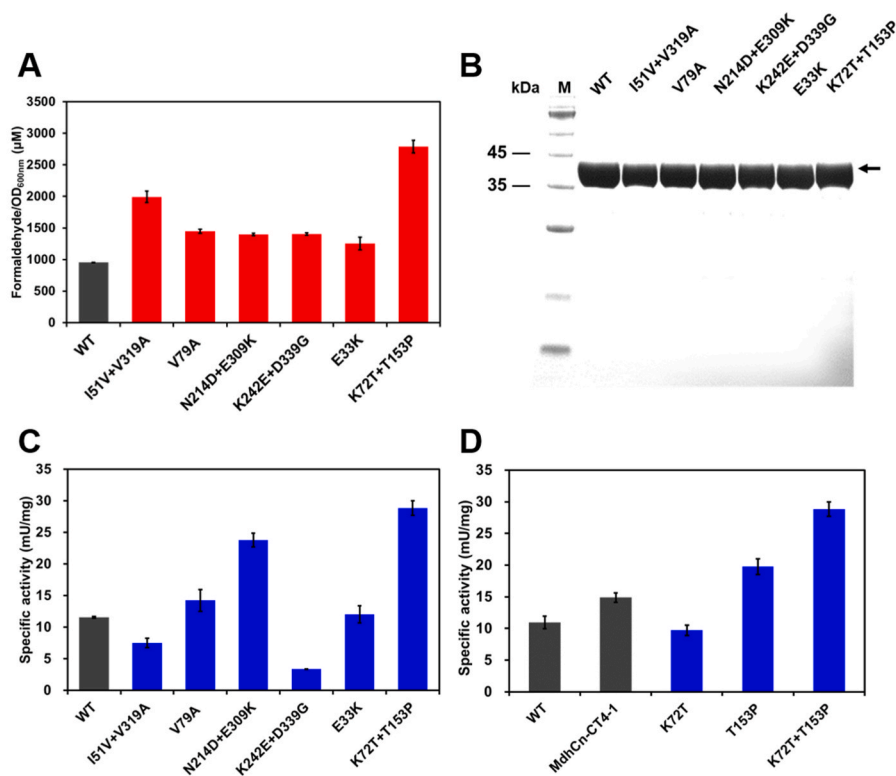 A
Formaldehyde/OD600nm (µM)
3500
3000
2500
2000
1500
1000
500
0
WT
I51V+V319A
V79A
N214D+E309K
K242E+D339G
E33K
K72T+T153P
B
kDa M WT I51V+V319A V79A N214D+E309K K242E+D339G E33K K72T+T153P
45
35
C
Specific activity (mU/mg)
35
30
25
20
15
10
5
0
WT
I51V+V319A
V79A
N214D+E309K
K242E+D339G
E33K
K72T+T153P
D
Specific activity (mU/mg)
35
30
25
20
15
10
5
0
WT
MdhCn-CT4-1
K72T
T153P
K72T+T153P